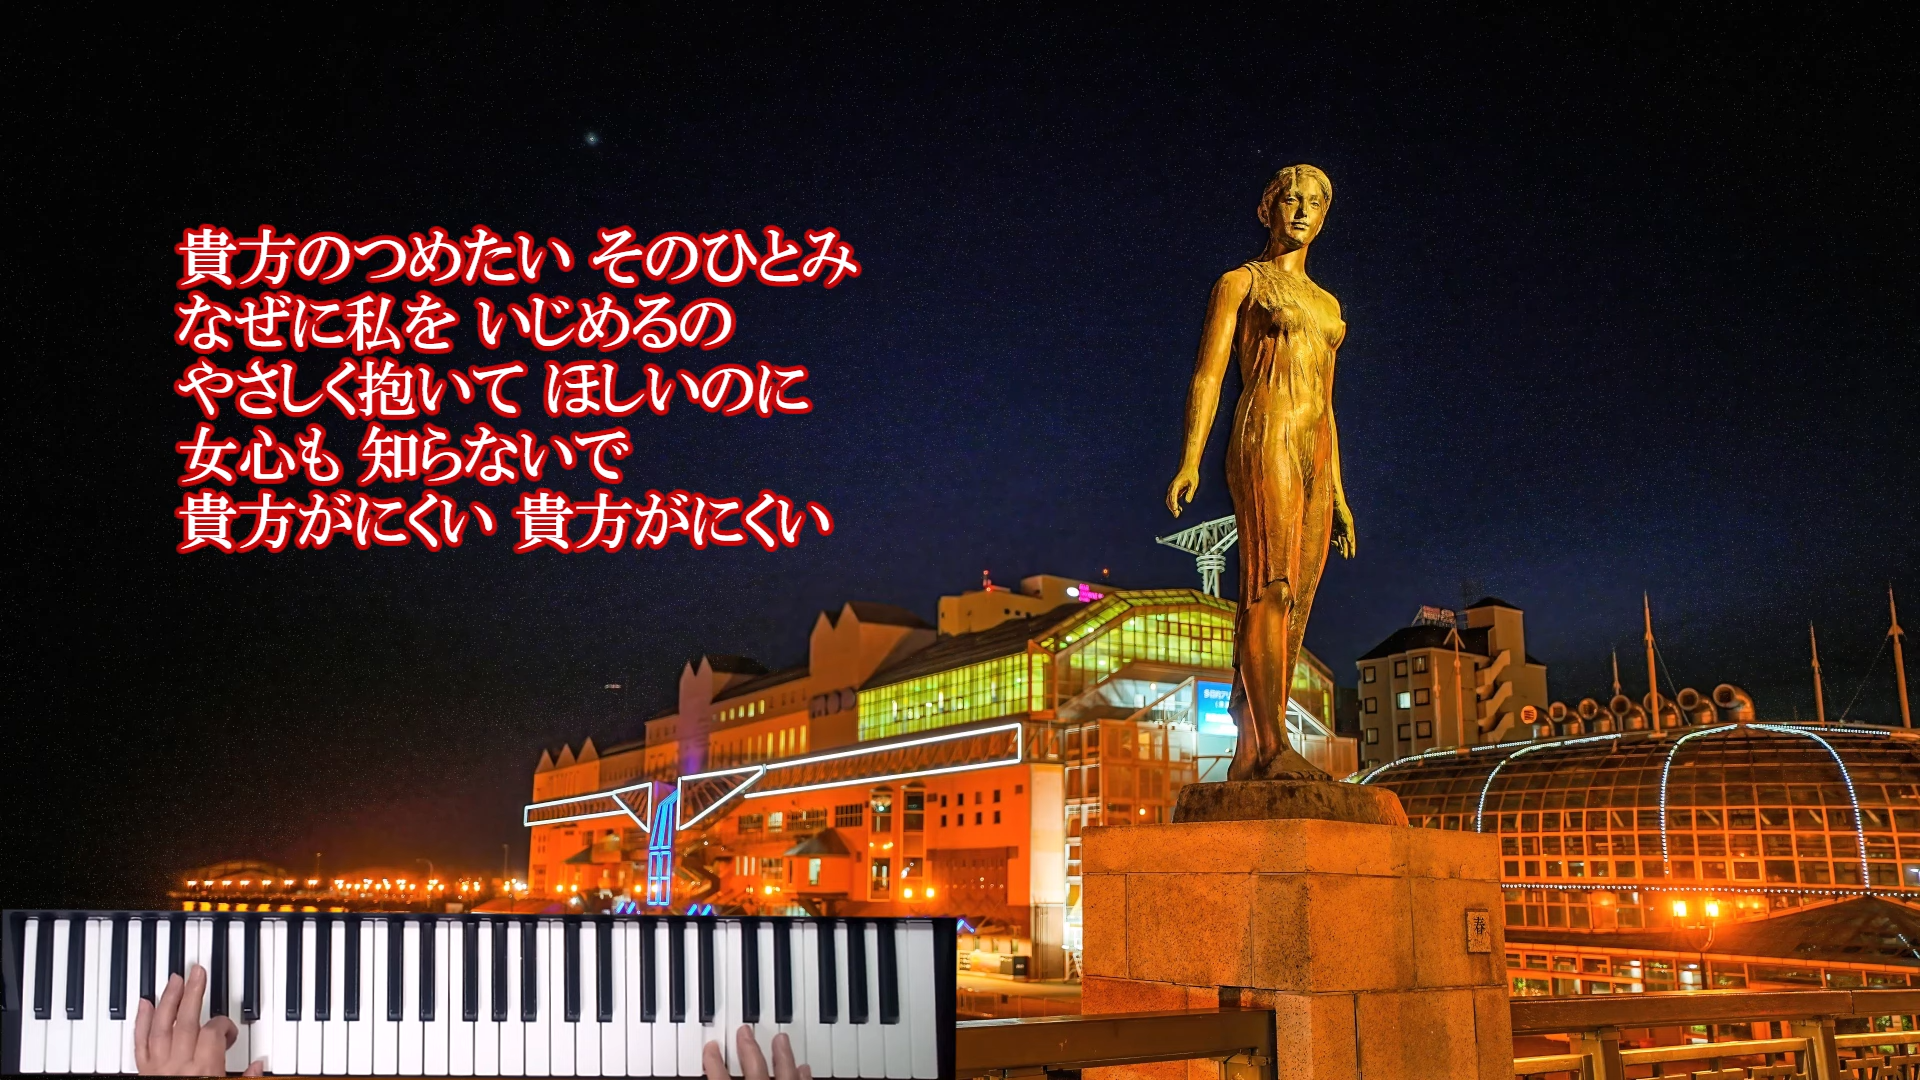 貴方のつめたい そのひとみ
なぜに私を いじめるの
やさしく抱いて ほしいのに
女心も 知らないで
貴方がにくい 貴方がにくい
春